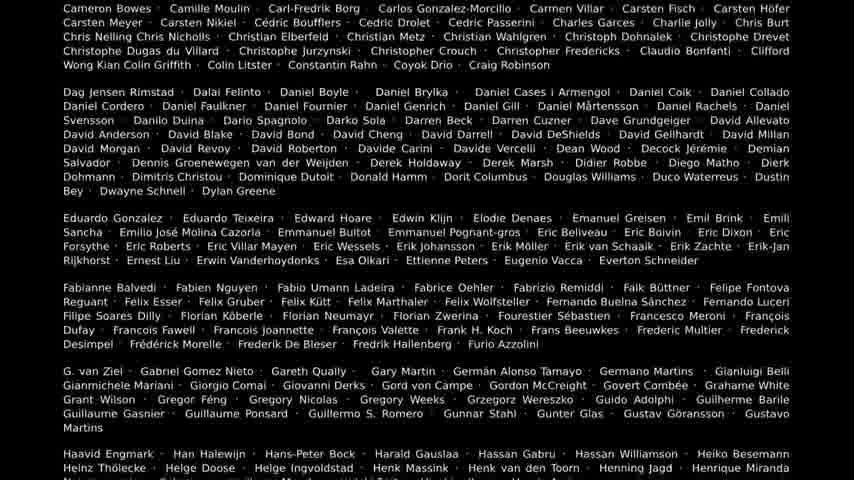 Cameron Bowes · Camille Moulin · Carl-Fredrik Borg · Carlos Gonzalez-Morcillo · Carmen Villar · Carsten Fisch · Carsten Höfer
Carsten Meyer · Carsten Nikiel · Cédric Boufflers · Cedric Drolet · Cedric Passerini · Charles Garces · Charlie Jolly · Chris Burt
Chris Nelling Chris Nicholls · Christian Elberfeld · Christian Metz · Christian Wahlgren · Christoph Dohnalek · Christophe Drevet
Christophe Dugas du Villard · Christophe Jurzynski · Christopher Crouch · Christopher Fredericks · Claudio Bonfanti · Clifford
Wong Kian Colin Griffith · Colin Litster · Constantin Rahn · Coyok Drio · Craig Robinson
Dag Jensen Rimstad · Dalai Felinto · Daniel Boyle · Daniel Brylka · Daniel Cases i Armengol · Daniel Coik · Daniel Collado
Daniel Cordero · Daniel Faulkner · Daniel Fournier · Daniel Genrich · Daniel Gill · Daniel Mårtensson · Daniel Rachels · Daniel
Svensson · Danilo Duina · Dario Spagnolo · Darko Sola · Darren Beck · Darren Cuzner · Dave Grundgeiger · David Allevato
David Anderson · David Blake · David Bond · David Cheng · David Darrell · David DeShields · David Gellhardt · David Millan
David Morgan · David Revoy · David Roberton · Davide Carini · Davide Vercelli · Dean Wood · Decock Jérémie · Demian
Salvador · Dennis Groenewegen van der Weijden · Derek Holdaway · Derek Marsh · Didier Robbe · Diego Matho · Dierk
Dohmann · Dimitris Christou · Dominique Dutoit · Donald Hamm · Dorit Columbus · Douglas Williams · Duco Waterreus · Dustin
Bey · Dwayne Schnell · Dylan Greene
Eduardo Gonzalez · Eduardo Teixeira · Edward Hoare · Edwin Klijn · Elodie Denaes · Emanuel Greisen · Emil Brink · Emili
Sancha · Emilio José Molina Cazorla · Emmanuel Bultot · Emmanuel Pognant-gros · Eric Beliveau · Eric Boivin · Eric Dixon · Eric
Forsythe · Eric Roberts · Eric Villar Mayen · Eric Wessels · Erik Johansson · Erik Möller · Erik van Schaaik · Erik Zachte · Erik-Jan
Rijkhorst · Ernest Liu · Erwin Vanderhoydonks · Esa Oikari · Ettienne Peters · Eugenio Vacca · Everton Schneider
Fabianne Balvedi · Fabien Nguyen · Fabio Umann Ladeira · Fabrice Oehler · Fabrizio Remiddi · Falk Büttner · Felipe Fontova
Reguant · Felix Esser · Felix Gruber · Felix Kütt · Felix Marthaler · Felix Wolfsteller · Fernando Buelna Sánchez · Fernando Luceri
Filipe Soares Dilly · Florian Köberle · Florian Neumayr · Florian Zwerina · Fourestier Sébastien · Francesco Meroni · François
Dufay · Francois Fawell · Francois Joannette · François Valette · Frank H. Koch · Frans Beeuwkes · Frederic Multier · Frederick
Desimpel · Frédérick Morelle · Frederik De Bleser · Fredrik Hallenberg · Furio Azzolini
G. van Ziel · Gabriel Gomez Nieto · Gareth Qually · Gary Martin · Germán Alonso Tamayo · Germano Martins · Gianluigi Belli
Gianmichele Mariani · Giorgio Comai · Giovanni Derks · Gord von Campe · Gordon McCreight · Govert Combée · Grahame White
Grant Wilson · Gregor Féng · Gregory Nicolas · Gregory Weeks · Grzegorz Wereszko · Guido Adolphi · Guilherme Barile
Guillaume Gasnier · Guillaume Ponsard · Guillermo S. Romero · Gunnar Stahl · Gunter Glas · Gustav Göransson · Gustavo
Martins
Haavid Engmark · Han Halewijn · Hans-Peter Bock · Harald Gauslaa · Hassan Gabru · Hassan Williamson · Heiko Besemann
Heinz Thölecke · Helge Doose · Helge Ingvoldstad · Henk Massink · Henk van den Toorn · Henning Jagd · Henrique Miranda